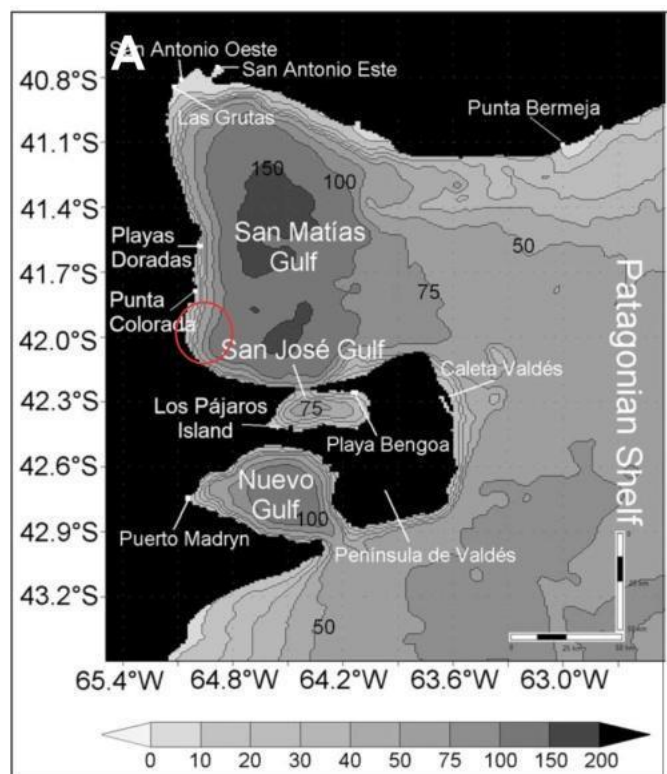 A
San Antonio Oeste
San Antonio Este
40.8°S
Punta Bermeja
Las Grutas
41.1°S
150
100
41.4°S
50
San Matías
Gulf
Playas
Doradas
41.7°S
75
Punta
Colorada
42.0°S
San José Gulf
Caleta Valdés
Patagonian Shelf
42.3°S
75
Los Pájaros
Island
Playa Bengoa
42.6°S
Nuevo
Gulf
100
42.9°S
Puerto Madryn
Península de Valdés
43.2°S
50
65.4°W 64.8°W 64.2°W 63.6°W 63.0°W
0 10 20 30 40 50 75 100 150 200